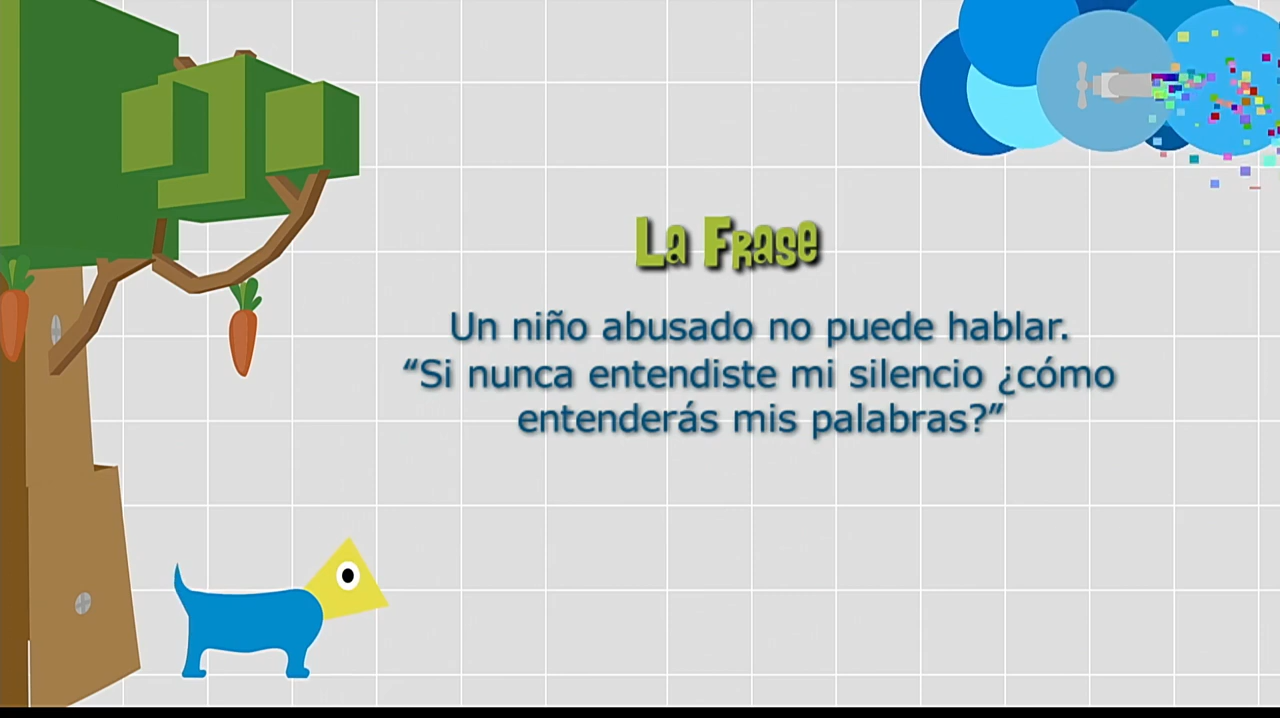 La Frase
Un niño abusado no puede hablar.
“Si nunca entendiste mi silencio ¿cómo
entenderás mis palabras?”